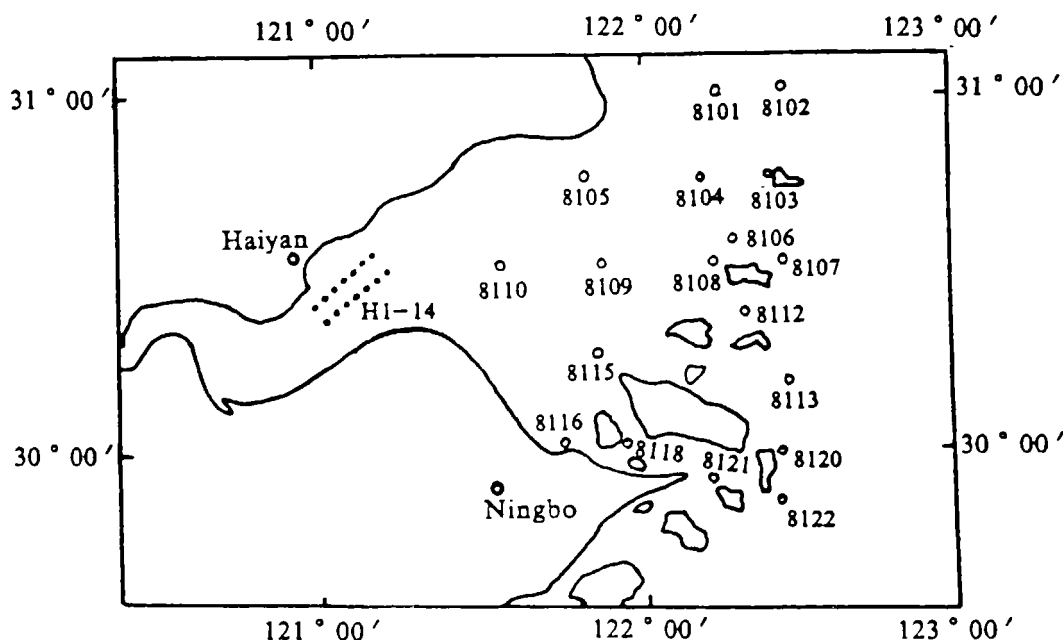 121 ° 00 ′ 122 ° 00 ′ 123 ° 00 ′
31 ° 00 ′ 31 ° 00 ′
8101 8102
8105 8104 8103
Haiyan 8106
8110 8109 8108 8107
H1-14 8112
8115 8113
8116
30 ° 00 ′ 8118 8121 8120 30 ° 00 ′
Ningbo 8122
121 ° 00 ′ 122 ° 00 ′ 123 ° 00 ′